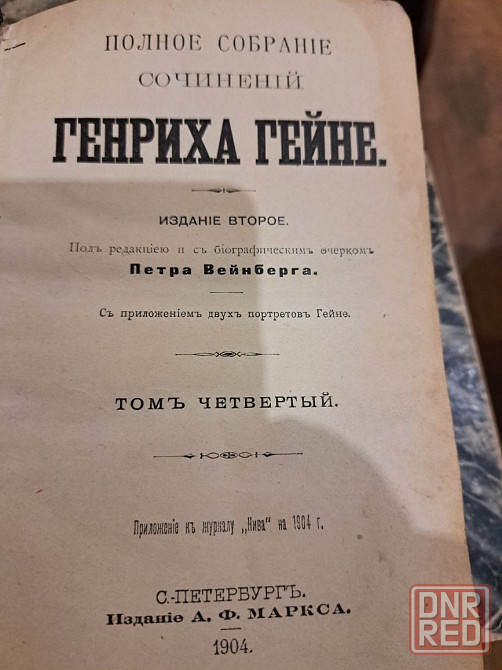 ПОЛНОЕ СОБРАНІЕ
СОЧИНЕНІЙ
ГЕНРИХА ГЕЙНЕ.
ИЗДАНІЕ ВТОРОЕ.
Подъ редакціею и съ біографическимъ очеркомъ
Петра Вейнберга.
Съ приложеніемъ двухъ портретовъ Гейне.
ТОМЪ ЧЕТВЕРТЫЙ.
Приложеніе къ журналу „Нива“ на 1904 г.
С.-ПЕТЕРБУРГЪ.
Изданіе А. Ф. МАРКСА.
1904.
DNR
RED